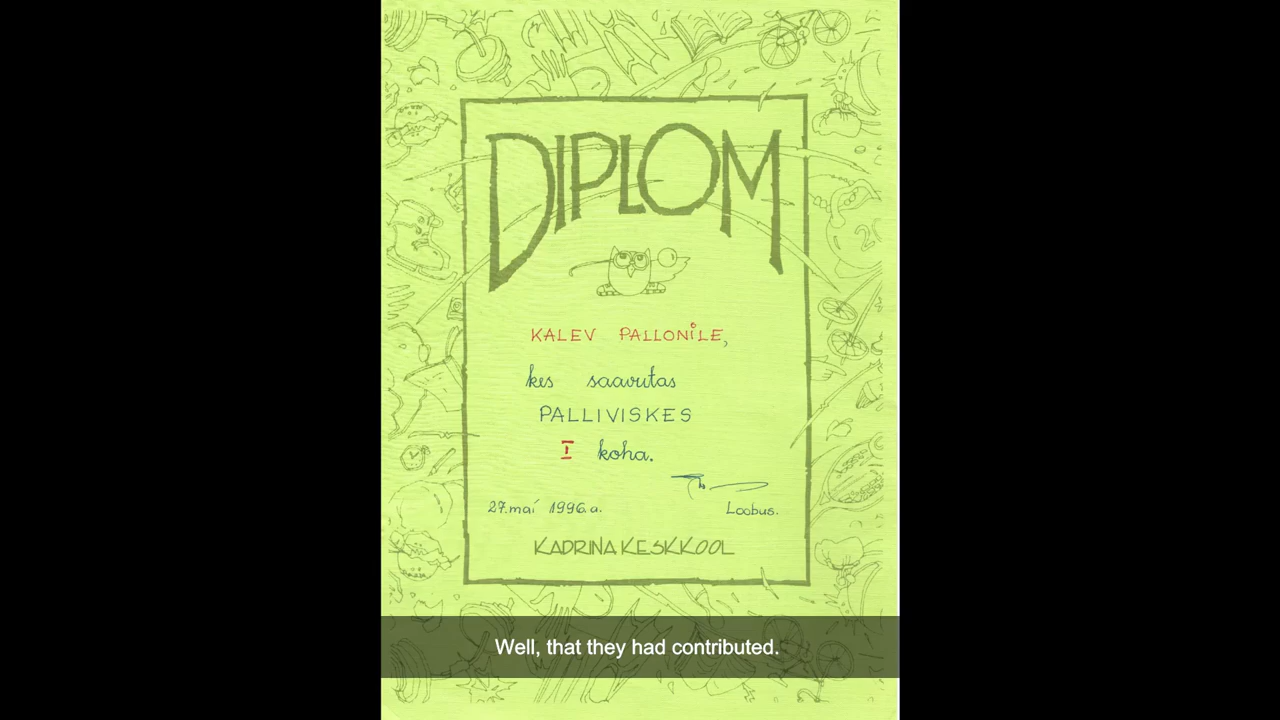 DIPLOM
KALEV PALLONiLE,
kes saavutas
PALLIVISKES
I koha.
27. mai 1996. a.
Loobus.
KADRINA KESKKOOL
Well, that they had contributed.